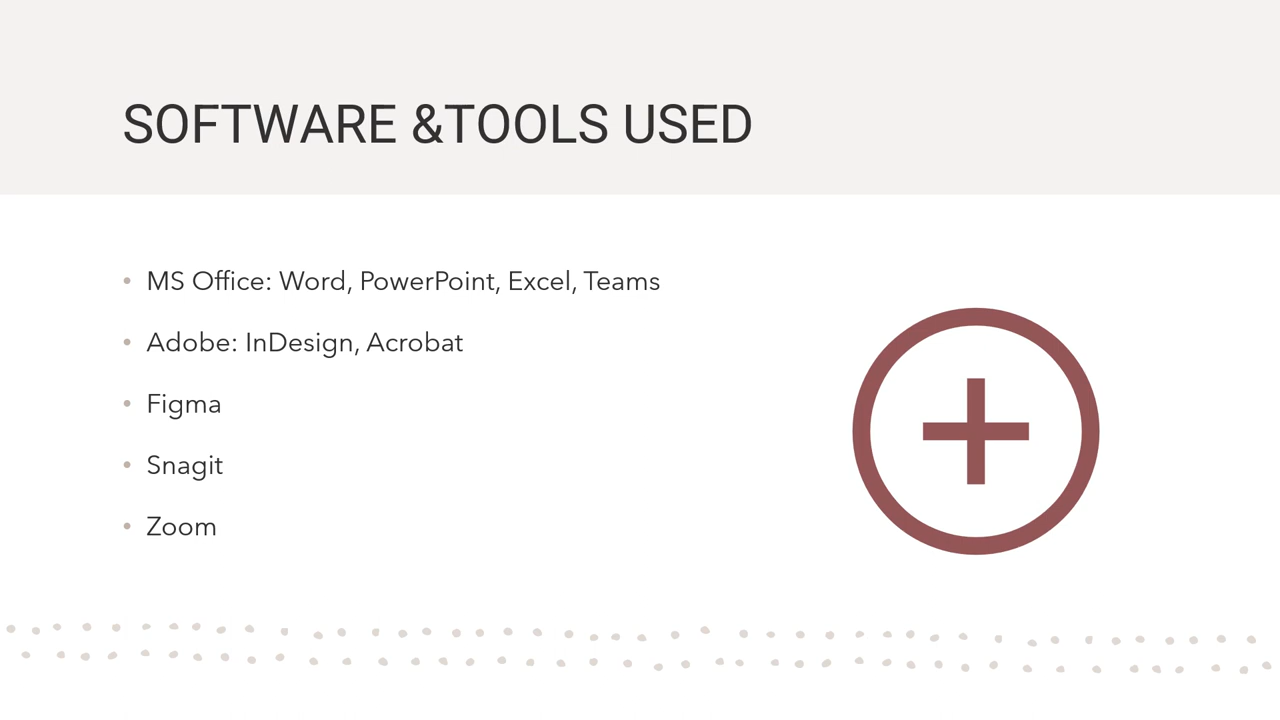 SOFTWARE &TOOLS USED
• MS Office: Word, PowerPoint, Excel, Teams
• Adobe: InDesign, Acrobat
• Figma
• Snagit
• Zoom